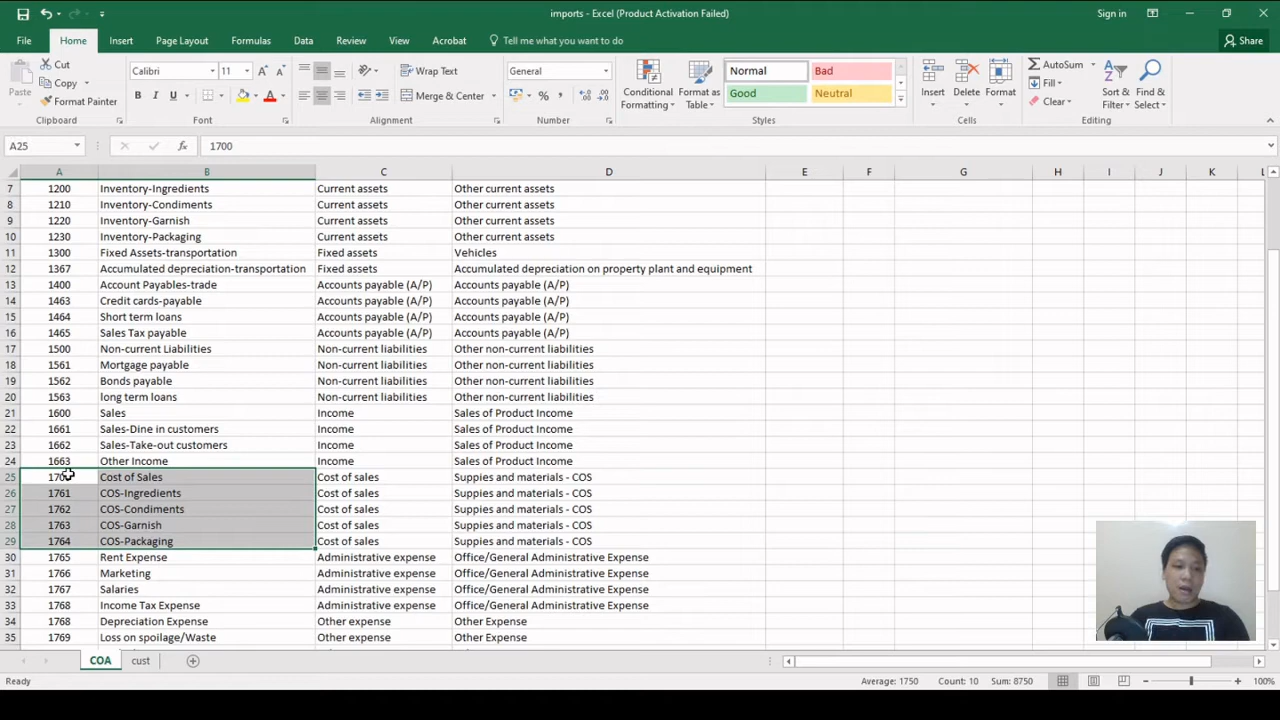 imports - Excel (Product Activation Failed)
Sign in
File Home Insert Page Layout Formulas Data Review View Acrobat Tell me what you want to do Share
Paste
Cut
Copy
Format Painter
Clipboard
Calibri 11
B I U
Font
Wrap Text
Merge & Center
Alignment
General
Number
Conditional Formatting
Format as Table
Normal Bad
Good Neutral
Styles
Insert Delete Format
Cells
AutoSum
Fill
Clear
Sort & Filter
Find & Select
Editing
A25 fx 1700
A B C D E F G H I J K L
7 1200 Inventory-Ingredients Current assets Other current assets
8 1210 Inventory-Condiments Current assets Other current assets
9 1220 Inventory-Garnish Current assets Other current assets
10 1230 Inventory-Packaging Current assets Other current assets
11 1300 Fixed Assets-transportation Fixed assets Vehicles
12 1367 Accumulated depreciation-transportation Fixed assets Accumulated depreciation on property plant and equipment
13 1400 Account Payables-trade Accounts payable (A/P) Accounts payable (A/P)
14 1463 Credit cards-payable Accounts payable (A/P) Accounts payable (A/P)
15 1464 Short term loans Accounts payable (A/P) Accounts payable (A/P)
16 1465 Sales Tax payable Accounts payable (A/P) Accounts payable (A/P)
17 1500 Non-current Liabilities Non-current liabilities Other non-current liabilities
18 1561 Mortgage payable Non-current liabilities Other non-current liabilities
19 1562 Bonds payable Non-current liabilities Other non-current liabilities
20 1563 long term loans Non-current liabilities Other non-current liabilities
21 1600 Sales Income Sales of Product Income
22 1661 Sales-Dine in customers Income Sales of Product Income
23 1662 Sales-Take-out customers Income Sales of Product Income
24 1663 Other Income Income Sales of Product Income
25 1700 Cost of Sales Cost of sales Suppies and materials - COS
26 1761 COS-Ingredients Cost of sales Suppies and materials - COS
27 1762 COS-Condiments Cost of sales Suppies and materials - COS
28 1763 COS-Garnish Cost of sales Suppies and materials - COS
29 1764 COS-Packaging Cost of sales Suppies and materials - COS
30 1765 Rent Expense Administrative expense Office/General Administrative Expense
31 1766 Marketing Administrative expense Office/General Administrative Expense
32 1767 Salaries Administrative expense Office/General Administrative Expense
33 1768 Income Tax Expense Administrative expense Office/General Administrative Expense
34 1768 Depreciation Expense Other expense Other Expense
35 1769 Loss on spoilage/Waste Other expense Other Expense
COA cust
Ready Average: 1750 Count: 10 Sum: 8750 100%